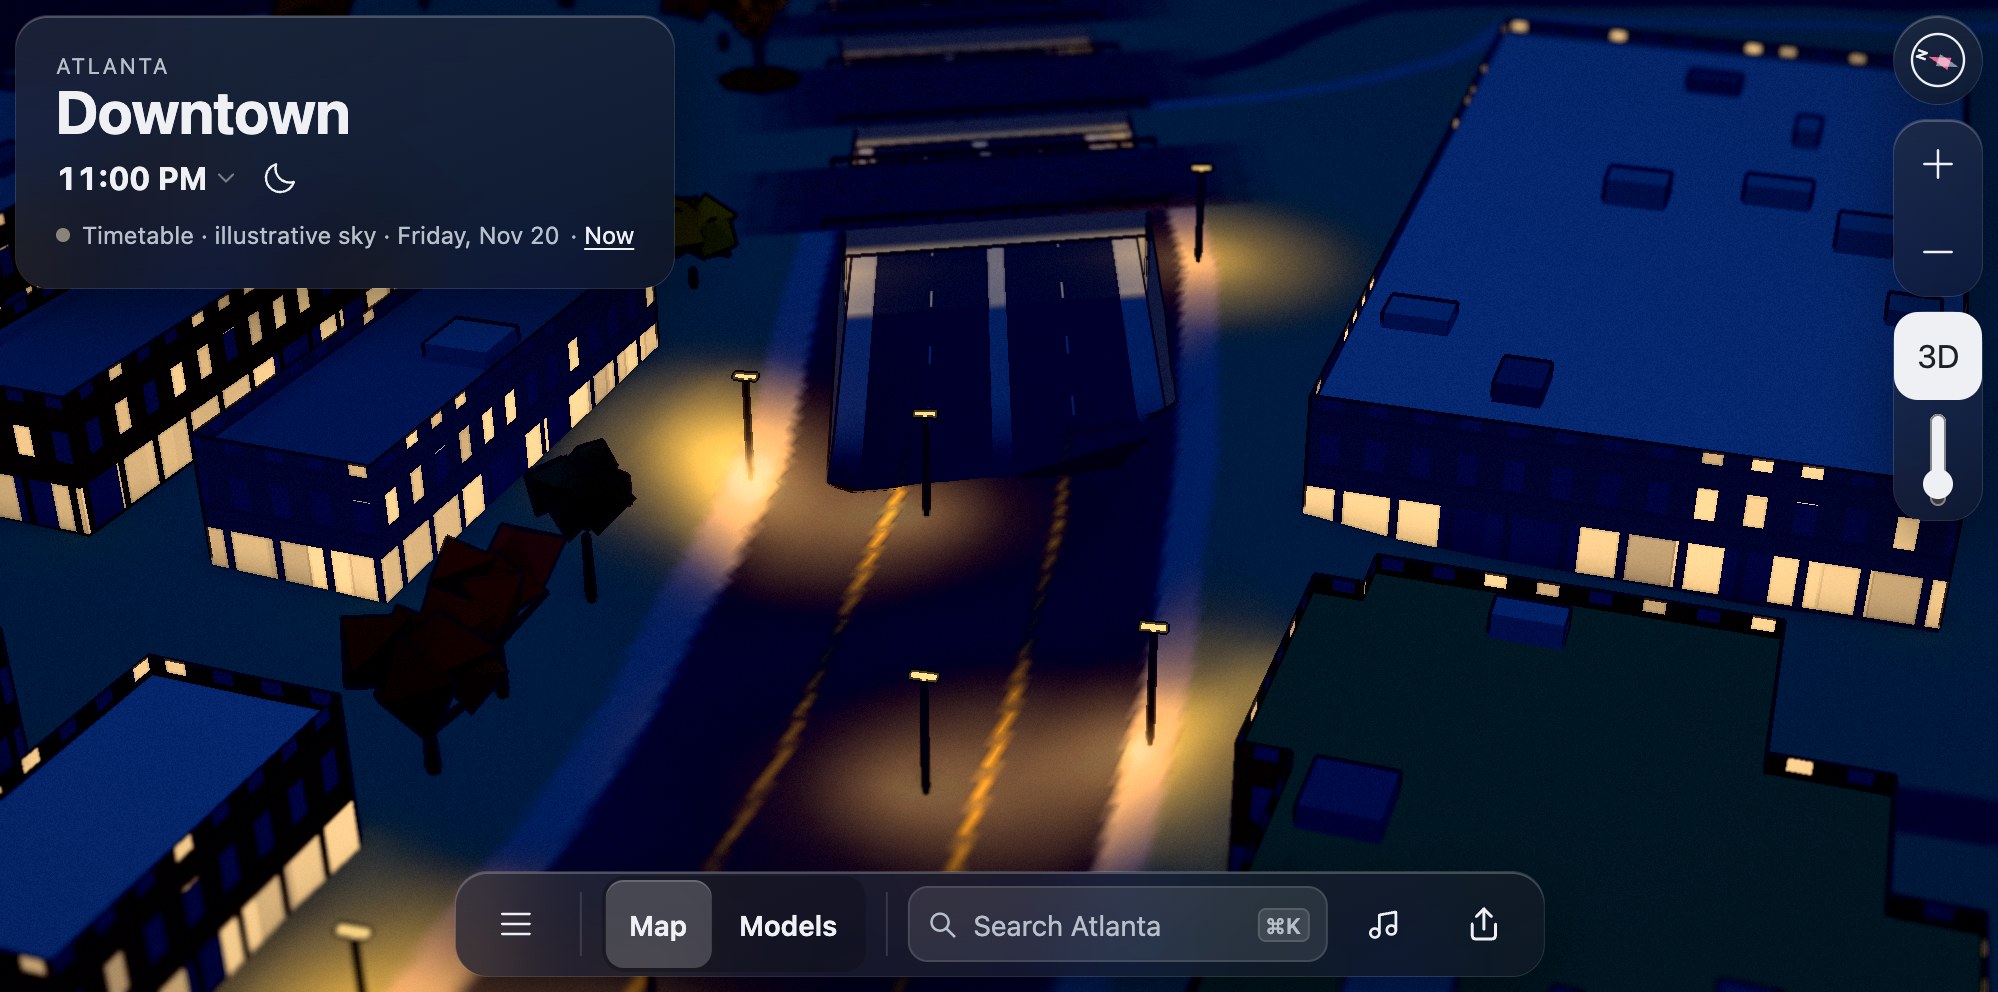 ATLANTA
Downtown
11:00 PM
Timetable · illustrative sky · Friday, Nov 20 · Now
N
3D
Map
Models
Search Atlanta
⌘K